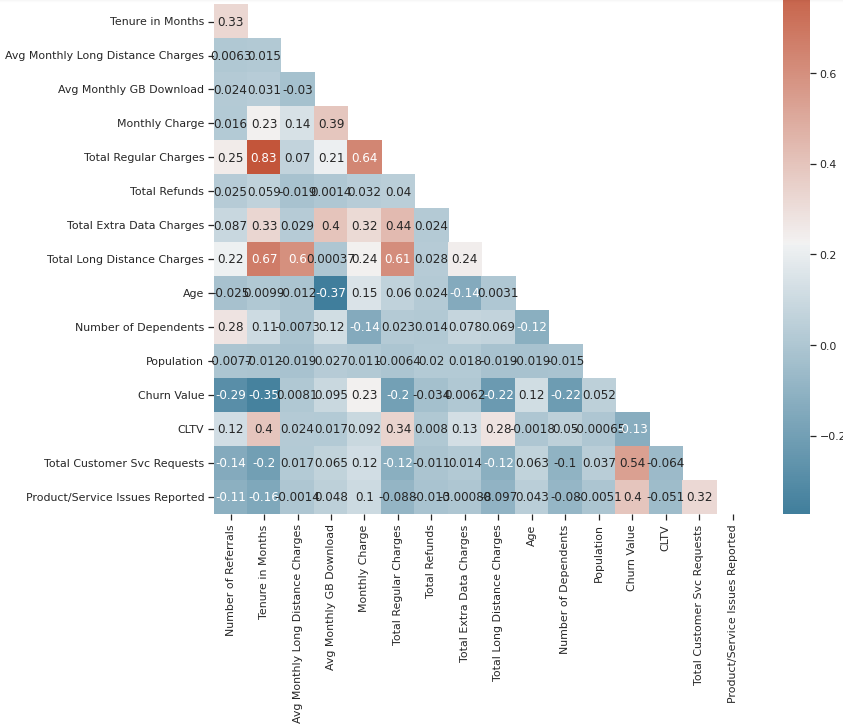 Tenure in Months 0.33
Avg Monthly Long Distance Charges 0.0063 0.015
Avg Monthly GB Download 0.024 0.031 -0.03
Monthly Charge 0.016 0.23 0.14 0.39
Total Regular Charges 0.25 0.83 0.07 0.21 0.64
Total Refunds 0.025 0.059 -0.019 0.0014 0.032 0.04
Total Extra Data Charges 0.087 0.33 0.029 0.4 0.32 0.44 0.024
Total Long Distance Charges 0.22 0.67 0.6 0.00037 0.24 0.61 0.028 0.24
Age -0.025 0.0099 -0.012 -0.37 0.15 0.06 0.024 -0.14 0.0031
Number of Dependents 0.28 0.11 -0.0073 0.12 -0.14 0.023 0.014 0.078 0.069 -0.12
Population 0.0077 -0.012 -0.019 0.027 0.011 0.0064 0.02 0.018 -0.019 0.019 -0.015
Churn Value -0.29 -0.35 0.0081 0.095 0.23 -0.2 -0.034 0.0062 -0.22 0.12 -0.22 0.052
CLTV 0.12 0.4 0.024 0.017 0.092 0.34 0.008 0.13 0.28 -0.0018 0.05 0.00065 -0.13
Total Customer Svc Requests -0.14 -0.2 0.017 0.065 0.12 -0.12 -0.011 0.014 -0.12 0.063 -0.1 0.037 0.54 -0.064
Product/Service Issues Reported -0.11 -0.16 -0.0014 0.048 0.1 -0.088 -0.013 0.00088 -0.097 0.043 -0.08 0.0051 0.4 -0.051 0.32
Number of Referrals
Tenure in Months
Avg Monthly Long Distance Charges
Avg Monthly GB Download
Monthly Charge
Total Regular Charges
Total Refunds
Total Extra Data Charges
Total Long Distance Charges
Age
Number of Dependents
Population
Churn Value
CLTV
Total Customer Svc Requests
Product/Service Issues Reported
0.6
0.4
0.2
0.0